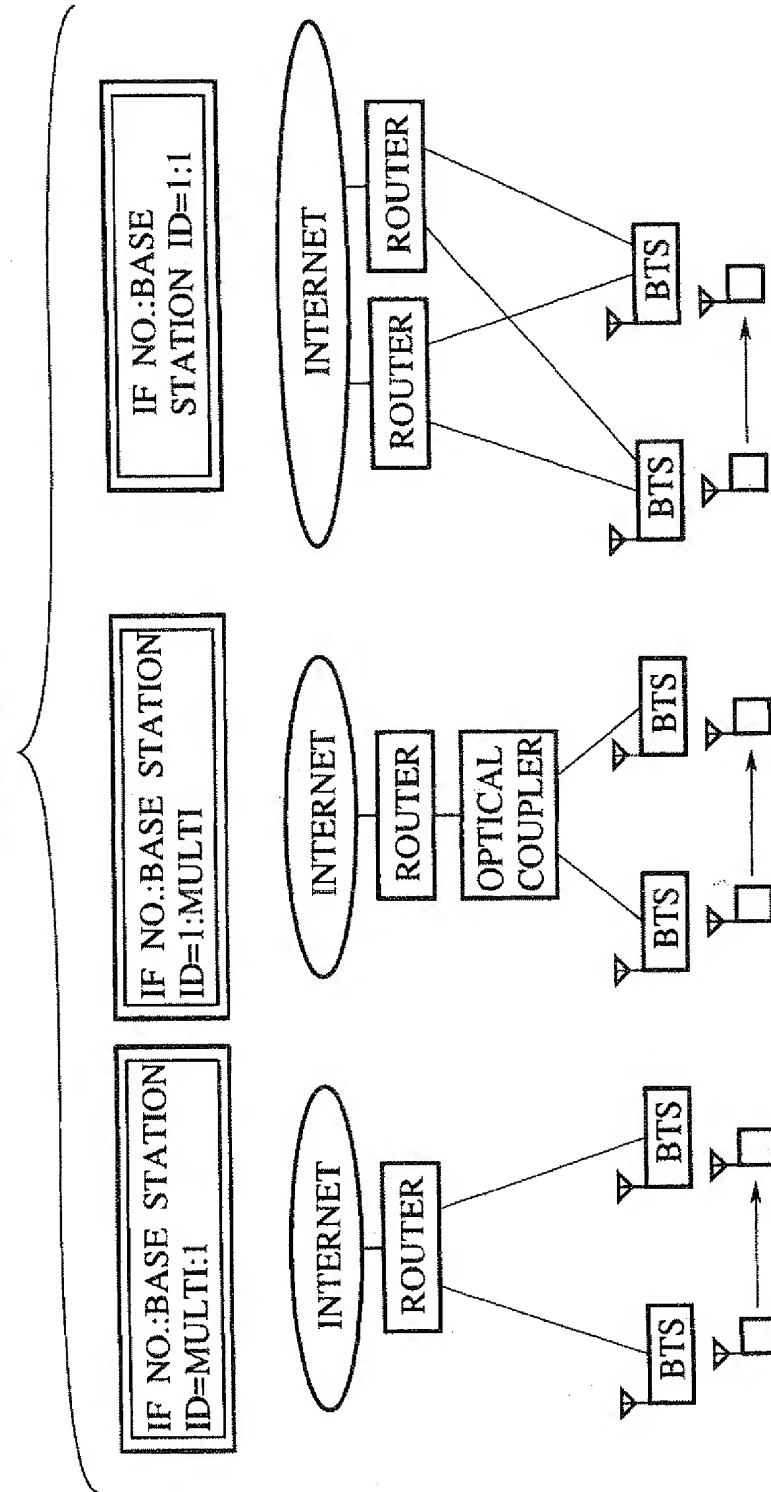 IF NO.:BASE STATION
ID=MULTI:1
INTERNET
ROUTER
BTS
BTS
IF NO.:BASE STATION
ID=1:MULTI
INTERNET
ROUTER
OPTICAL
COUPLER
BTS
BTS
IF NO.:BASE
STATION ID=1:1
INTERNET
ROUTER
ROUTER
BTS
BTS